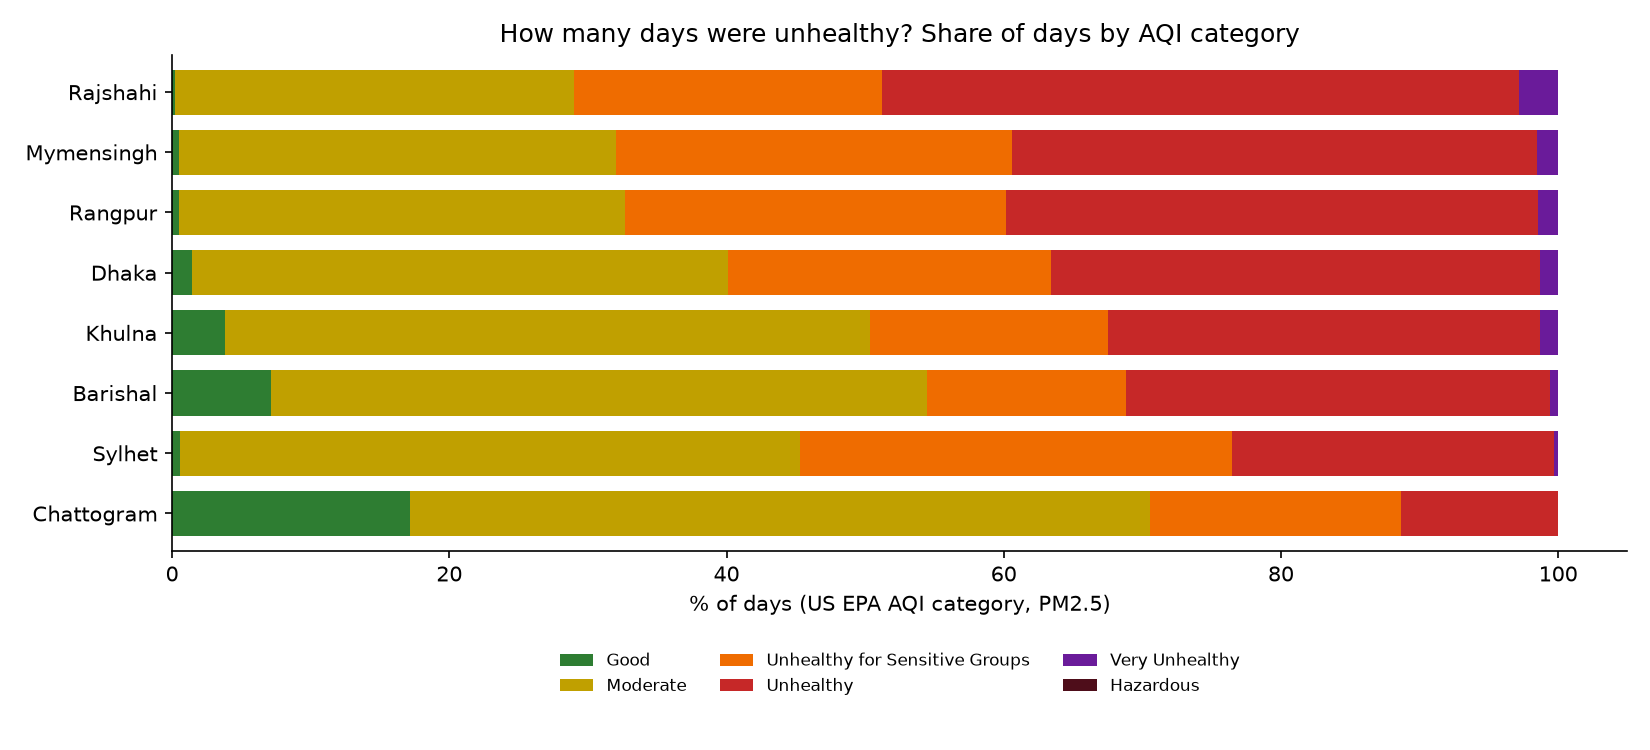 How many days were unhealthy? Share of days by AQI category
Rajshahi
Mymensingh
Rangpur
Dhaka
Khulna
Barishal
Sylhet
Chattogram
0 20 40 60 80 100
% of days (US EPA AQI category, PM2.5)
Good Unhealthy for Sensitive Groups Very Unhealthy
Moderate Unhealthy Hazardous